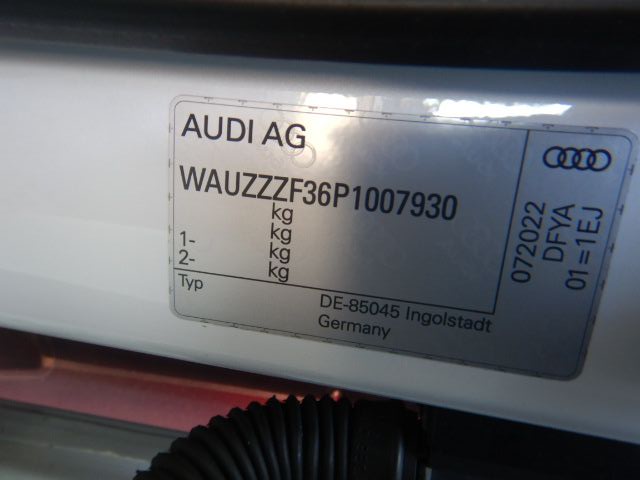 AUDI AG
WAUZZZF36P1007930
kg
kg
1- kg
2- kg
Typ
DE-85045 Ingolstadt
Germany
072022
DFYA
01=1EJ